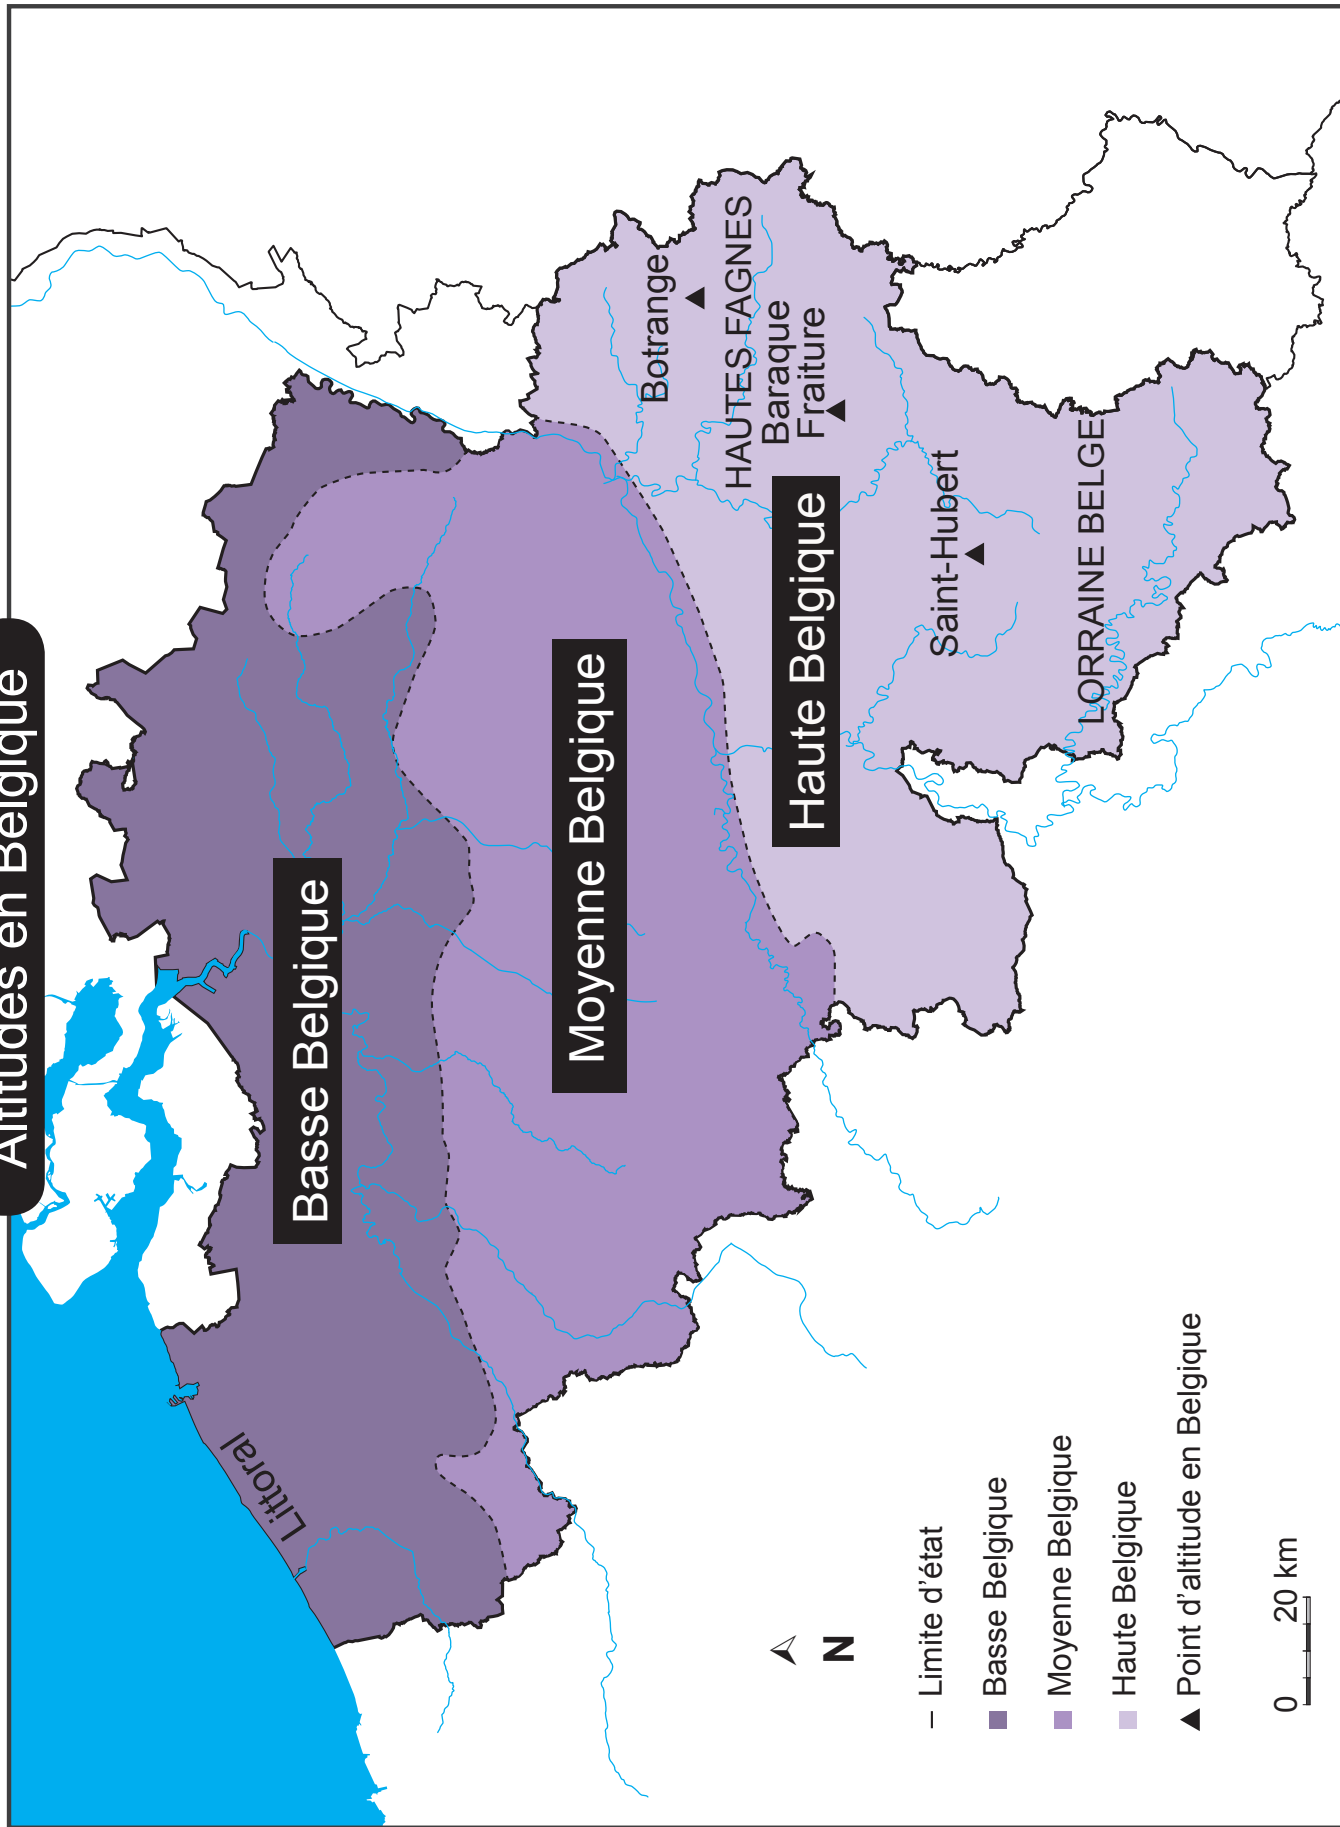 Altitudes en Belgique
Littoral
Basse Belgique
Moyenne Belgique
Haute Belgique
Botrange
HAUTES FAGNES
Baraque
Fraiture
Saint-Hubert
LORRAINE BELGE
N
Limite d'état
Basse Belgique
Moyenne Belgique
Haute Belgique
Point d'altitude en Belgique
0 20 km